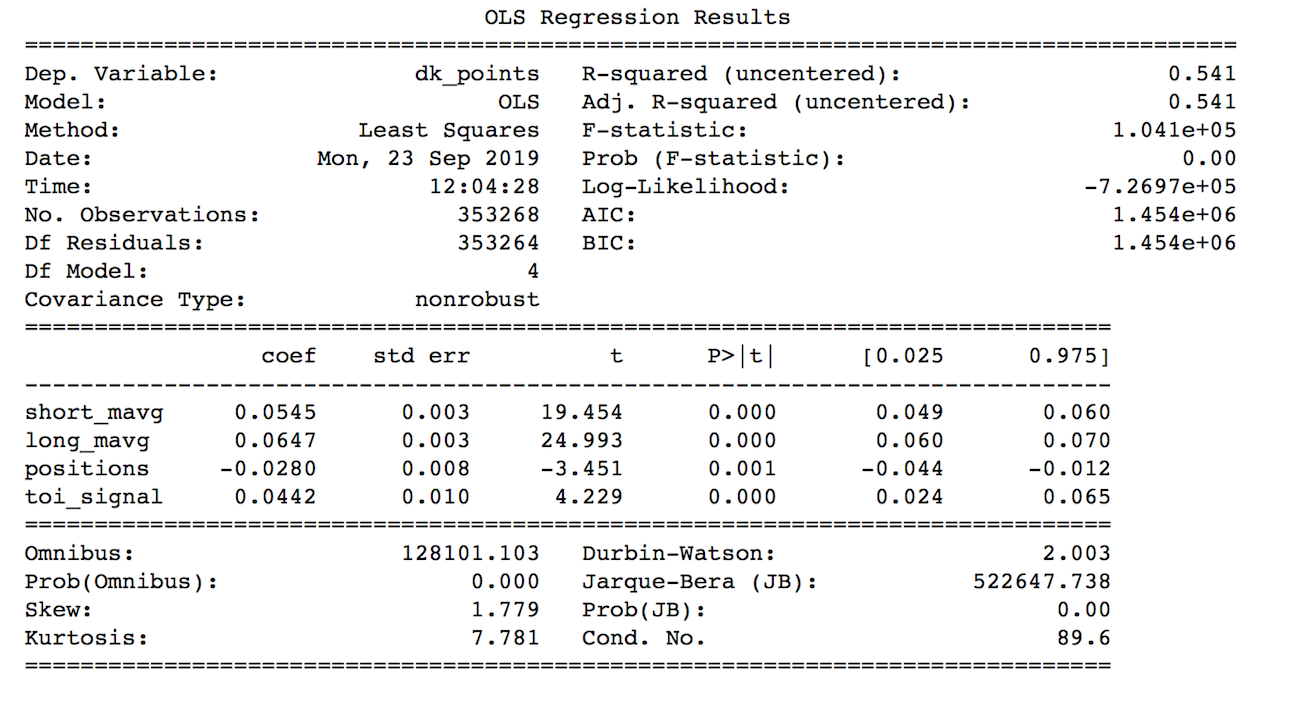 OLS Regression Results
==============================================================================
Dep. Variable: dk_points R-squared (uncentered): 0.541
Model: OLS Adj. R-squared (uncentered): 0.541
Method: Least Squares F-statistic: 1.041e+05
Date: Mon, 23 Sep 2019 Prob (F-statistic): 0.00
Time: 12:04:28 Log-Likelihood: -7.2697e+05
No. Observations: 353268 AIC: 1.454e+06
Df Residuals: 353264 BIC: 1.454e+06
Df Model: 4
Covariance Type: nonrobust
==============================================================================
coef std err t P>|t| [0.025 0.975]
------------------------------------------------------------------------------
short_mavg 0.0545 0.003 19.454 0.000 0.049 0.060
long_mavg 0.0647 0.003 24.993 0.000 0.060 0.070
positions -0.0280 0.008 -3.451 0.001 -0.044 -0.012
toi_signal 0.0442 0.010 4.229 0.000 0.024 0.065
==============================================================================
Omnibus: 128101.103 Durbin-Watson: 2.003
Prob(Omnibus): 0.000 Jarque-Bera (JB): 522647.738
Skew: 1.779 Prob(JB): 0.00
Kurtosis: 7.781 Cond. No. 89.6
==============================================================================